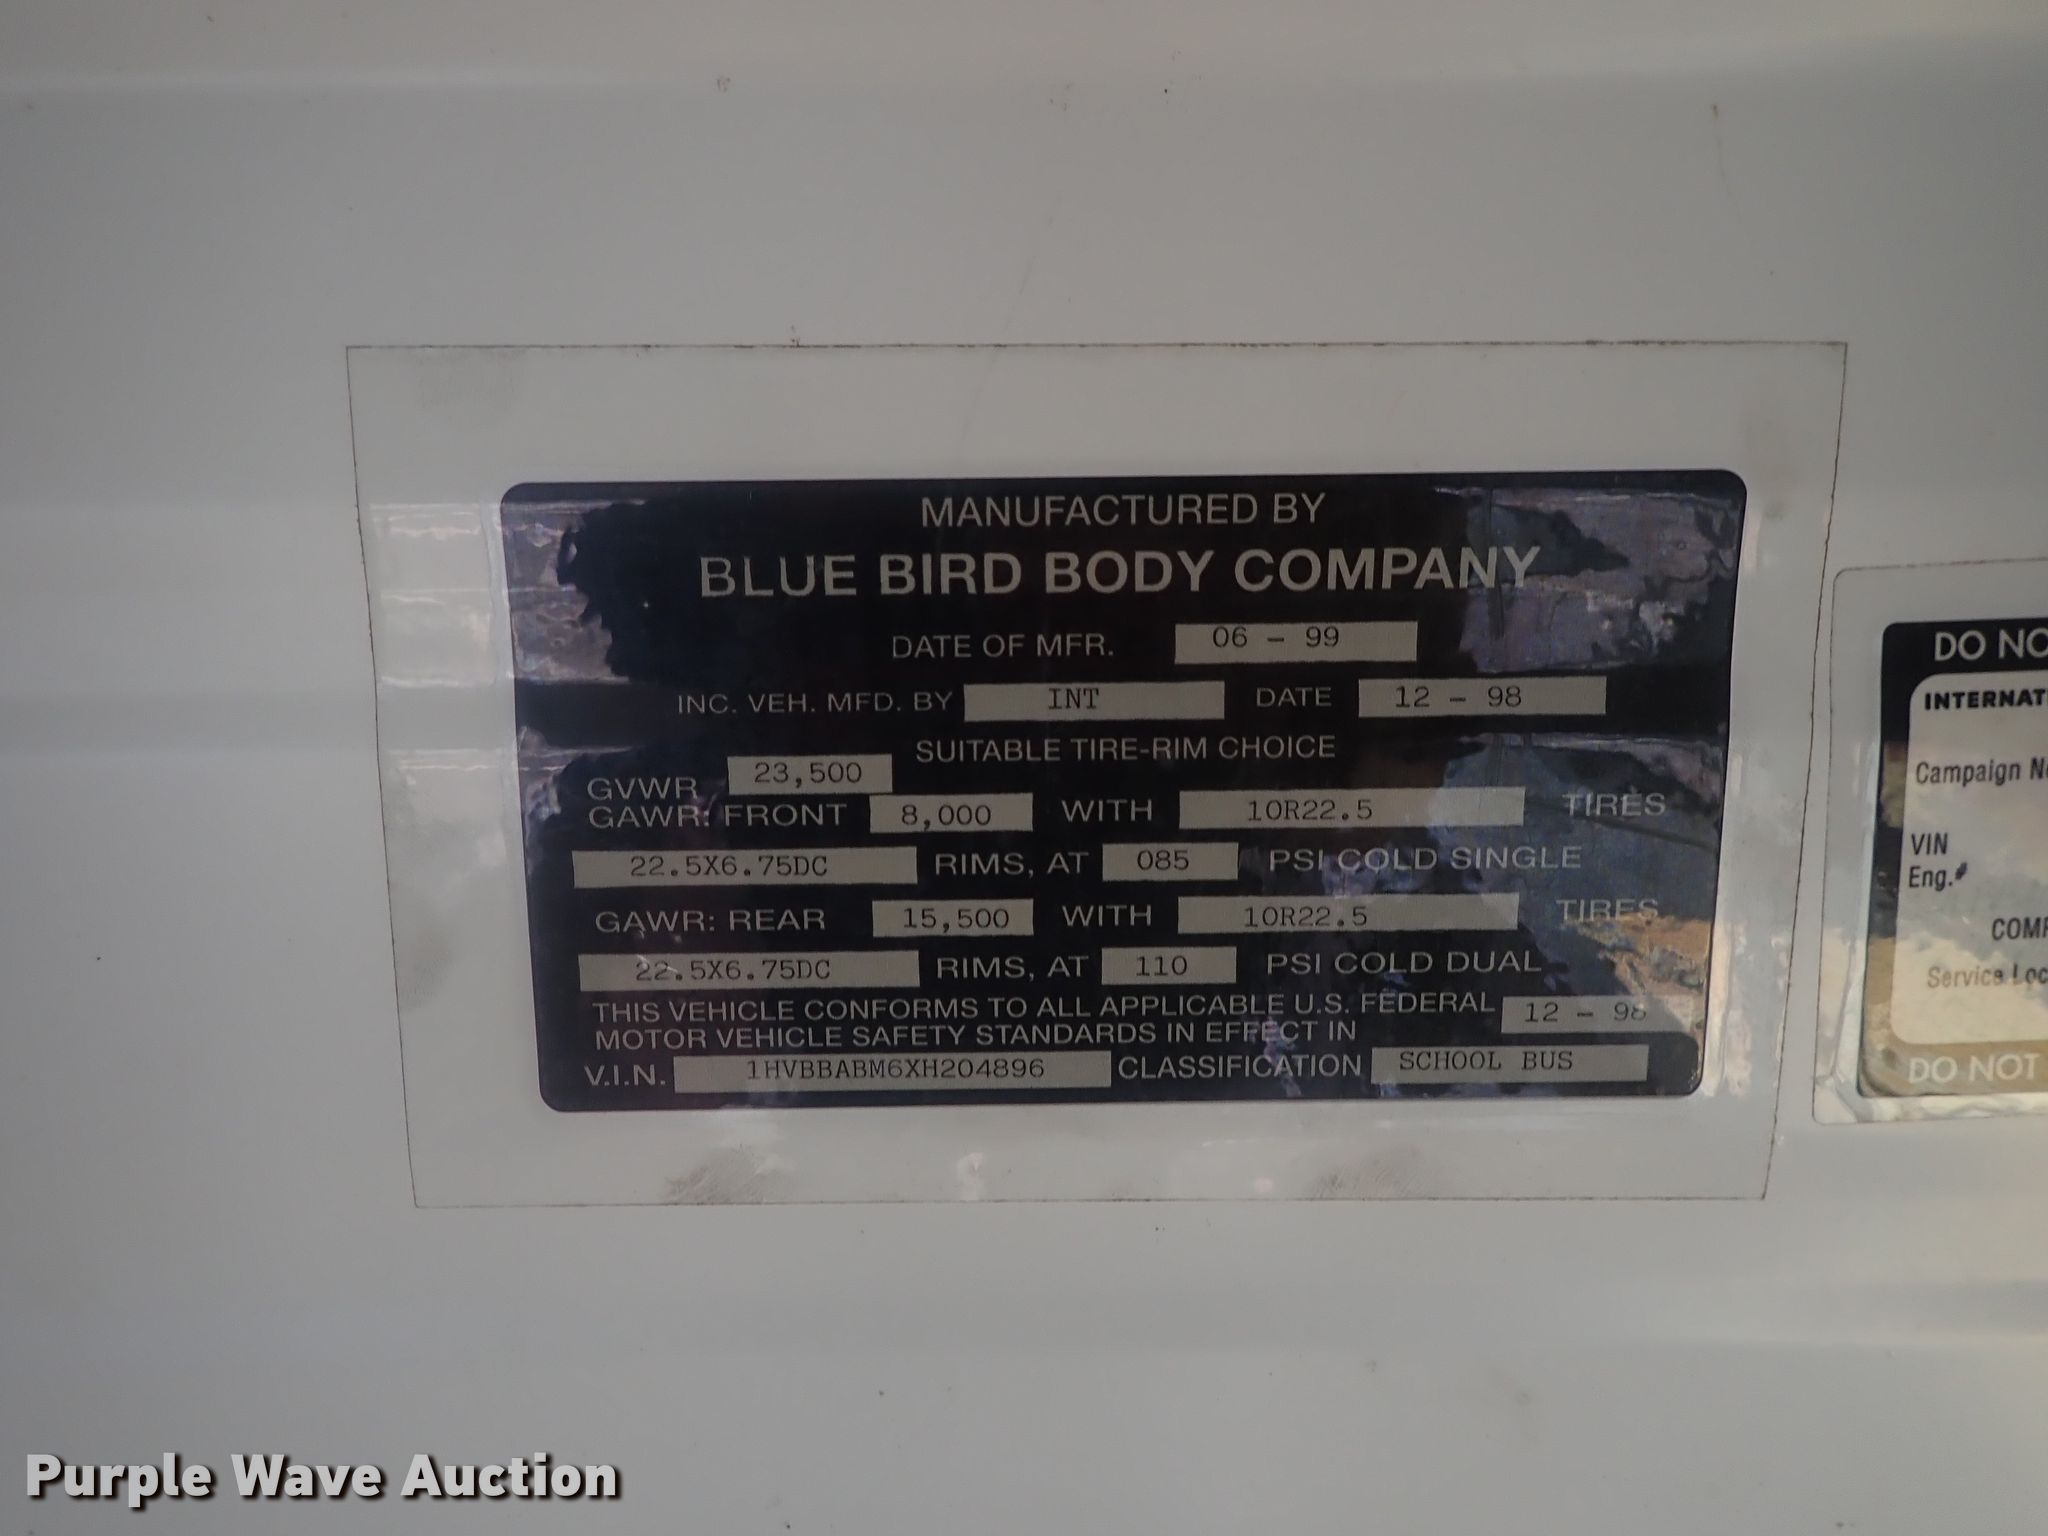 MANUFACTURED BY
BLUE BIRD BODY COMPANY
DATE OF MFR. 06 - 99
INC. VEH. MFD. BY INT DATE 12 - 98
SUITABLE TIRE-RIM CHOICE
GVWR 23,500
GAWR: FRONT 8,000 WITH 10R22.5 TIRES
22.5X6.75DC RIMS, AT 085 PSI COLD SINGLE
GAWR: REAR 15,500 WITH 10R22.5 TIRES
22.5X6.75DC RIMS, AT 110 PSI COLD DUAL
THIS VEHICLE CONFORMS TO ALL APPLICABLE U.S. FEDERAL
MOTOR VEHICLE SAFETY STANDARDS IN EFFECT IN 12 - 98
V.I.N. 1HVBBABM6XH204896 CLASSIFICATION SCHOOL BUS
DO NO
INTERNAT
Campaign N
VIN
Eng.#
COM
Service Loc
DO NOT
Purple Wave Auction